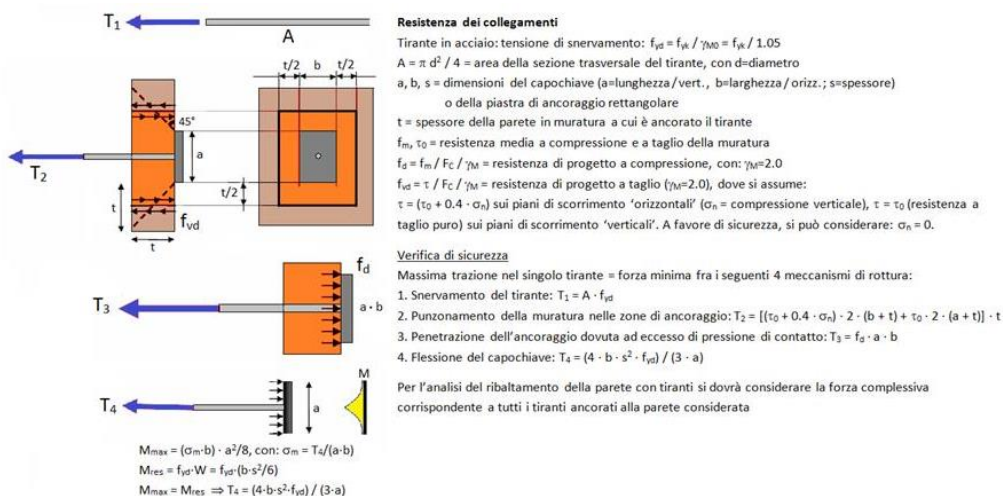 T1
A
t/2 b t/2
45°
a
T2
t/2
t
fvd
t
fd
T3
a · b
M
T4
a
Mmax = (σm·b) · a²/8, con: σm = T4/(a·b)
Mres = fyd·W = fyd·(b·s²/6)
Mmax = Mres ⇒ T4 = (4·b·s²·fyd) / (3·a)
Resistenza dei collegamenti
Tirante in acciaio: tensione di snervamento: fyd = fyk / γM0 = fyk / 1.05
A = π d² / 4 = area della sezione trasversale del tirante, con d=diametro
a, b, s = dimensioni del capochiave (a=lunghezza/vert., b=larghezza/orizz.; s=spessore)
o della piastra di ancoraggio rettangolare
t = spessore della parete in muratura a cui è ancorato il tirante
fm, τ0 = resistenza media a compressione e a taglio della muratura
fd = fm / FC / γM = resistenza di progetto a compressione, con: γM=2.0
fvd = τ / FC / γM = resistenza di progetto a taglio (γM=2.0), dove si assume:
τ = (τ0 + 0.4 · σn) sui piani di scorrimento 'orizzontali' (σn = compressione verticale), τ = τ0 (resistenza a
taglio puro) sui piani di scorrimento 'verticali'. A favore di sicurezza, si può considerare: σn = 0.
Verifica di sicurezza
Massima trazione nel singolo tirante = forza minima fra i seguenti 4 meccanismi di rottura:
1. Snervamento del tirante: T1 = A · fyd
2. Punzonamento della muratura nelle zone di ancoraggio: T2 = [(τ0 + 0.4 · σn) · 2 · (b + t) + τ0 · 2 · (a + t)] · t
3. Penetrazione dell'ancoraggio dovuta ad eccesso di pressione di contatto: T3 = fd · a · b
4. Flessione del capochiave: T4 = (4 · b · s² · fyd) / (3 · a)
Per l'analisi del ribaltamento della parete con tiranti si dovrà considerare la forza complessiva
corrispondente a tutti i tiranti ancorati alla parete considerata